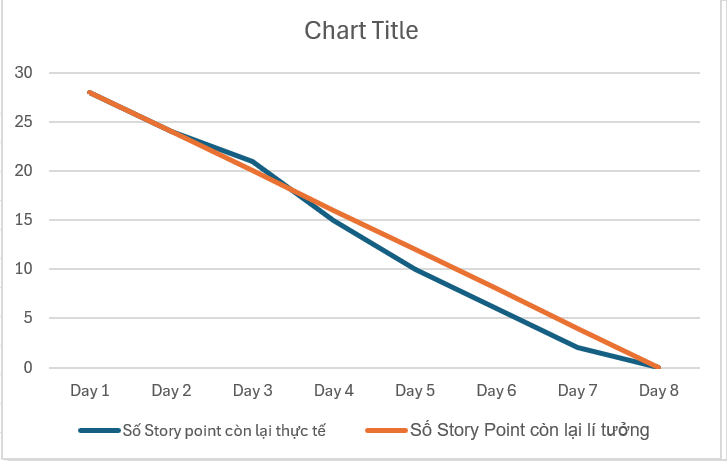 Chart Title
30
25
20
15
10
5
0
Day 1 Day 2 Day 3 Day 4 Day 5 Day 6 Day 7 Day 8
Số Story point còn lại thực tế Số Story Point còn lại lí tưởng